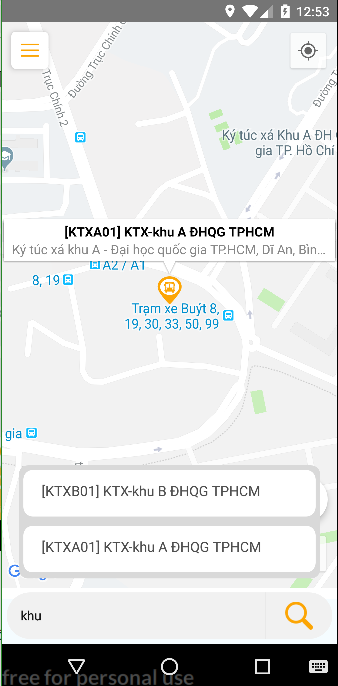 12:53
Đường Trục Chính
Trục Chính 2
Đường Trục
Ký túc xá Khu A ĐH
gia TP. Hồ Chí
[KTXA01] KTX-khu A ĐHQG TPHCM
Ký túc xá khu A - Đại học quốc gia TP.HCM, Dĩ An, Bìn...
A2 / A1
8, 19
Trạm xe Buýt 8,
19, 30, 33, 50, 99
gia
[KTXB01] KTX-khu B ĐHQG TPHCM
[KTXA01] KTX-khu A ĐHQG TPHCM
khu
free for personal use